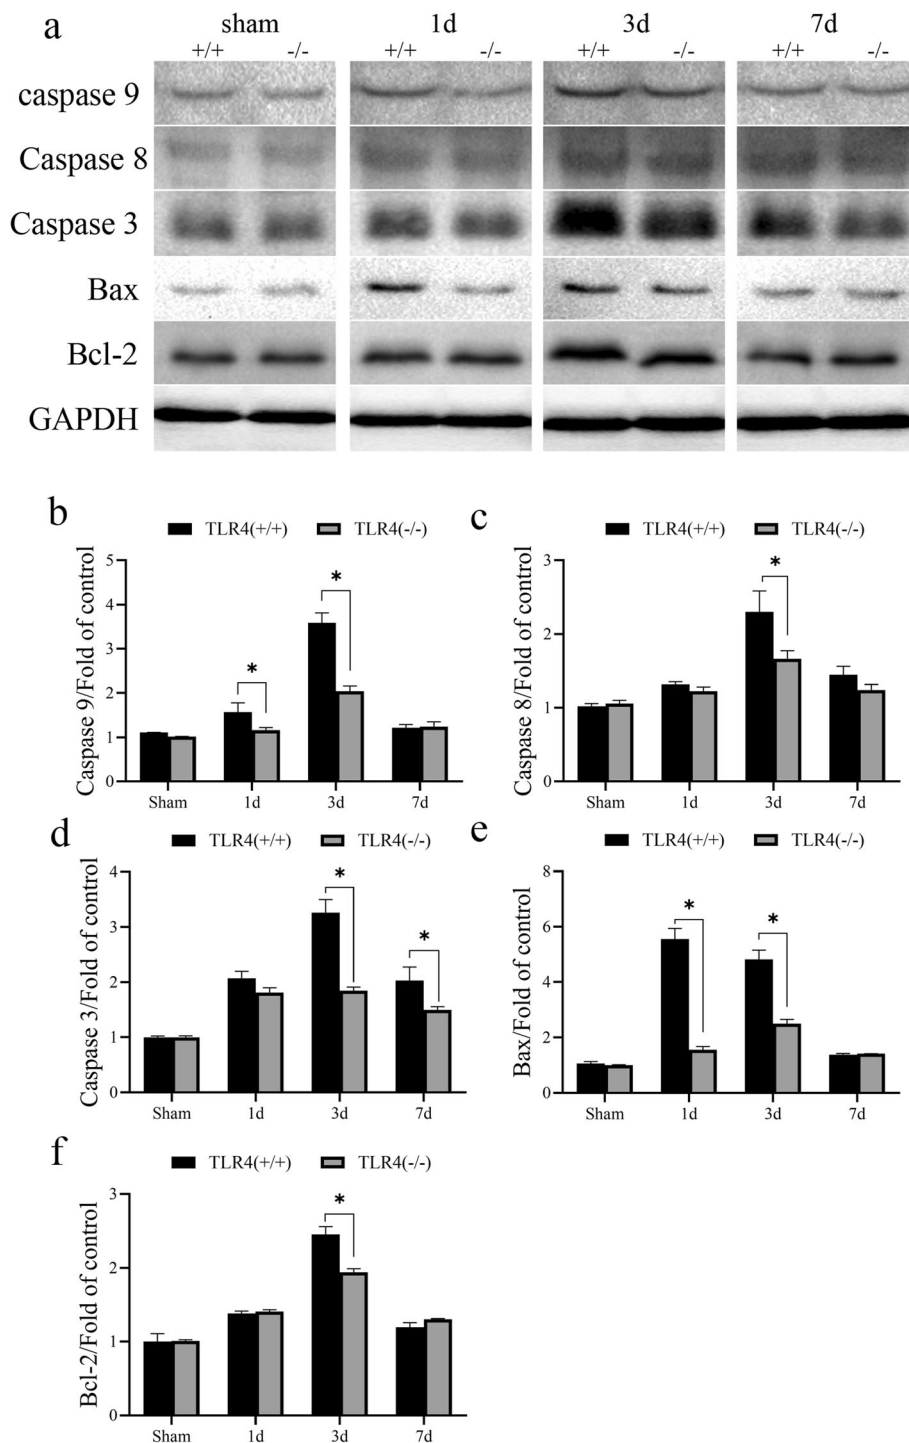 a
sham 1d 3d 7d
+/+ -/- +/+ -/- +/+ -/- +/+ -/-
caspase 9
Caspase 8
Caspase 3
Bax
Bcl-2
GAPDH
b
TLR4(+/+) TLR4(-/-)
Caspase 9/Fold of control
5
4
3
2
1
0
Sham 1d 3d 7d
*
*
c
TLR4(+/+) TLR4(-/-)
Caspase 8/Fold of control
3
2
1
0
Sham 1d 3d 7d
*
d
TLR4(+/+) TLR4(-/-)
Caspase 3/Fold of control
4
3
2
1
0
Sham 1d 3d 7d
*
*
e
TLR4(+/+) TLR4(-/-)
Bax/Fold of control
8
6
4
2
0
Sham 1d 3d 7d
*
*
f
TLR4(+/+) TLR4(-/-)
Bcl-2/Fold of control
3
2
1
0
Sham 1d 3d 7d
*